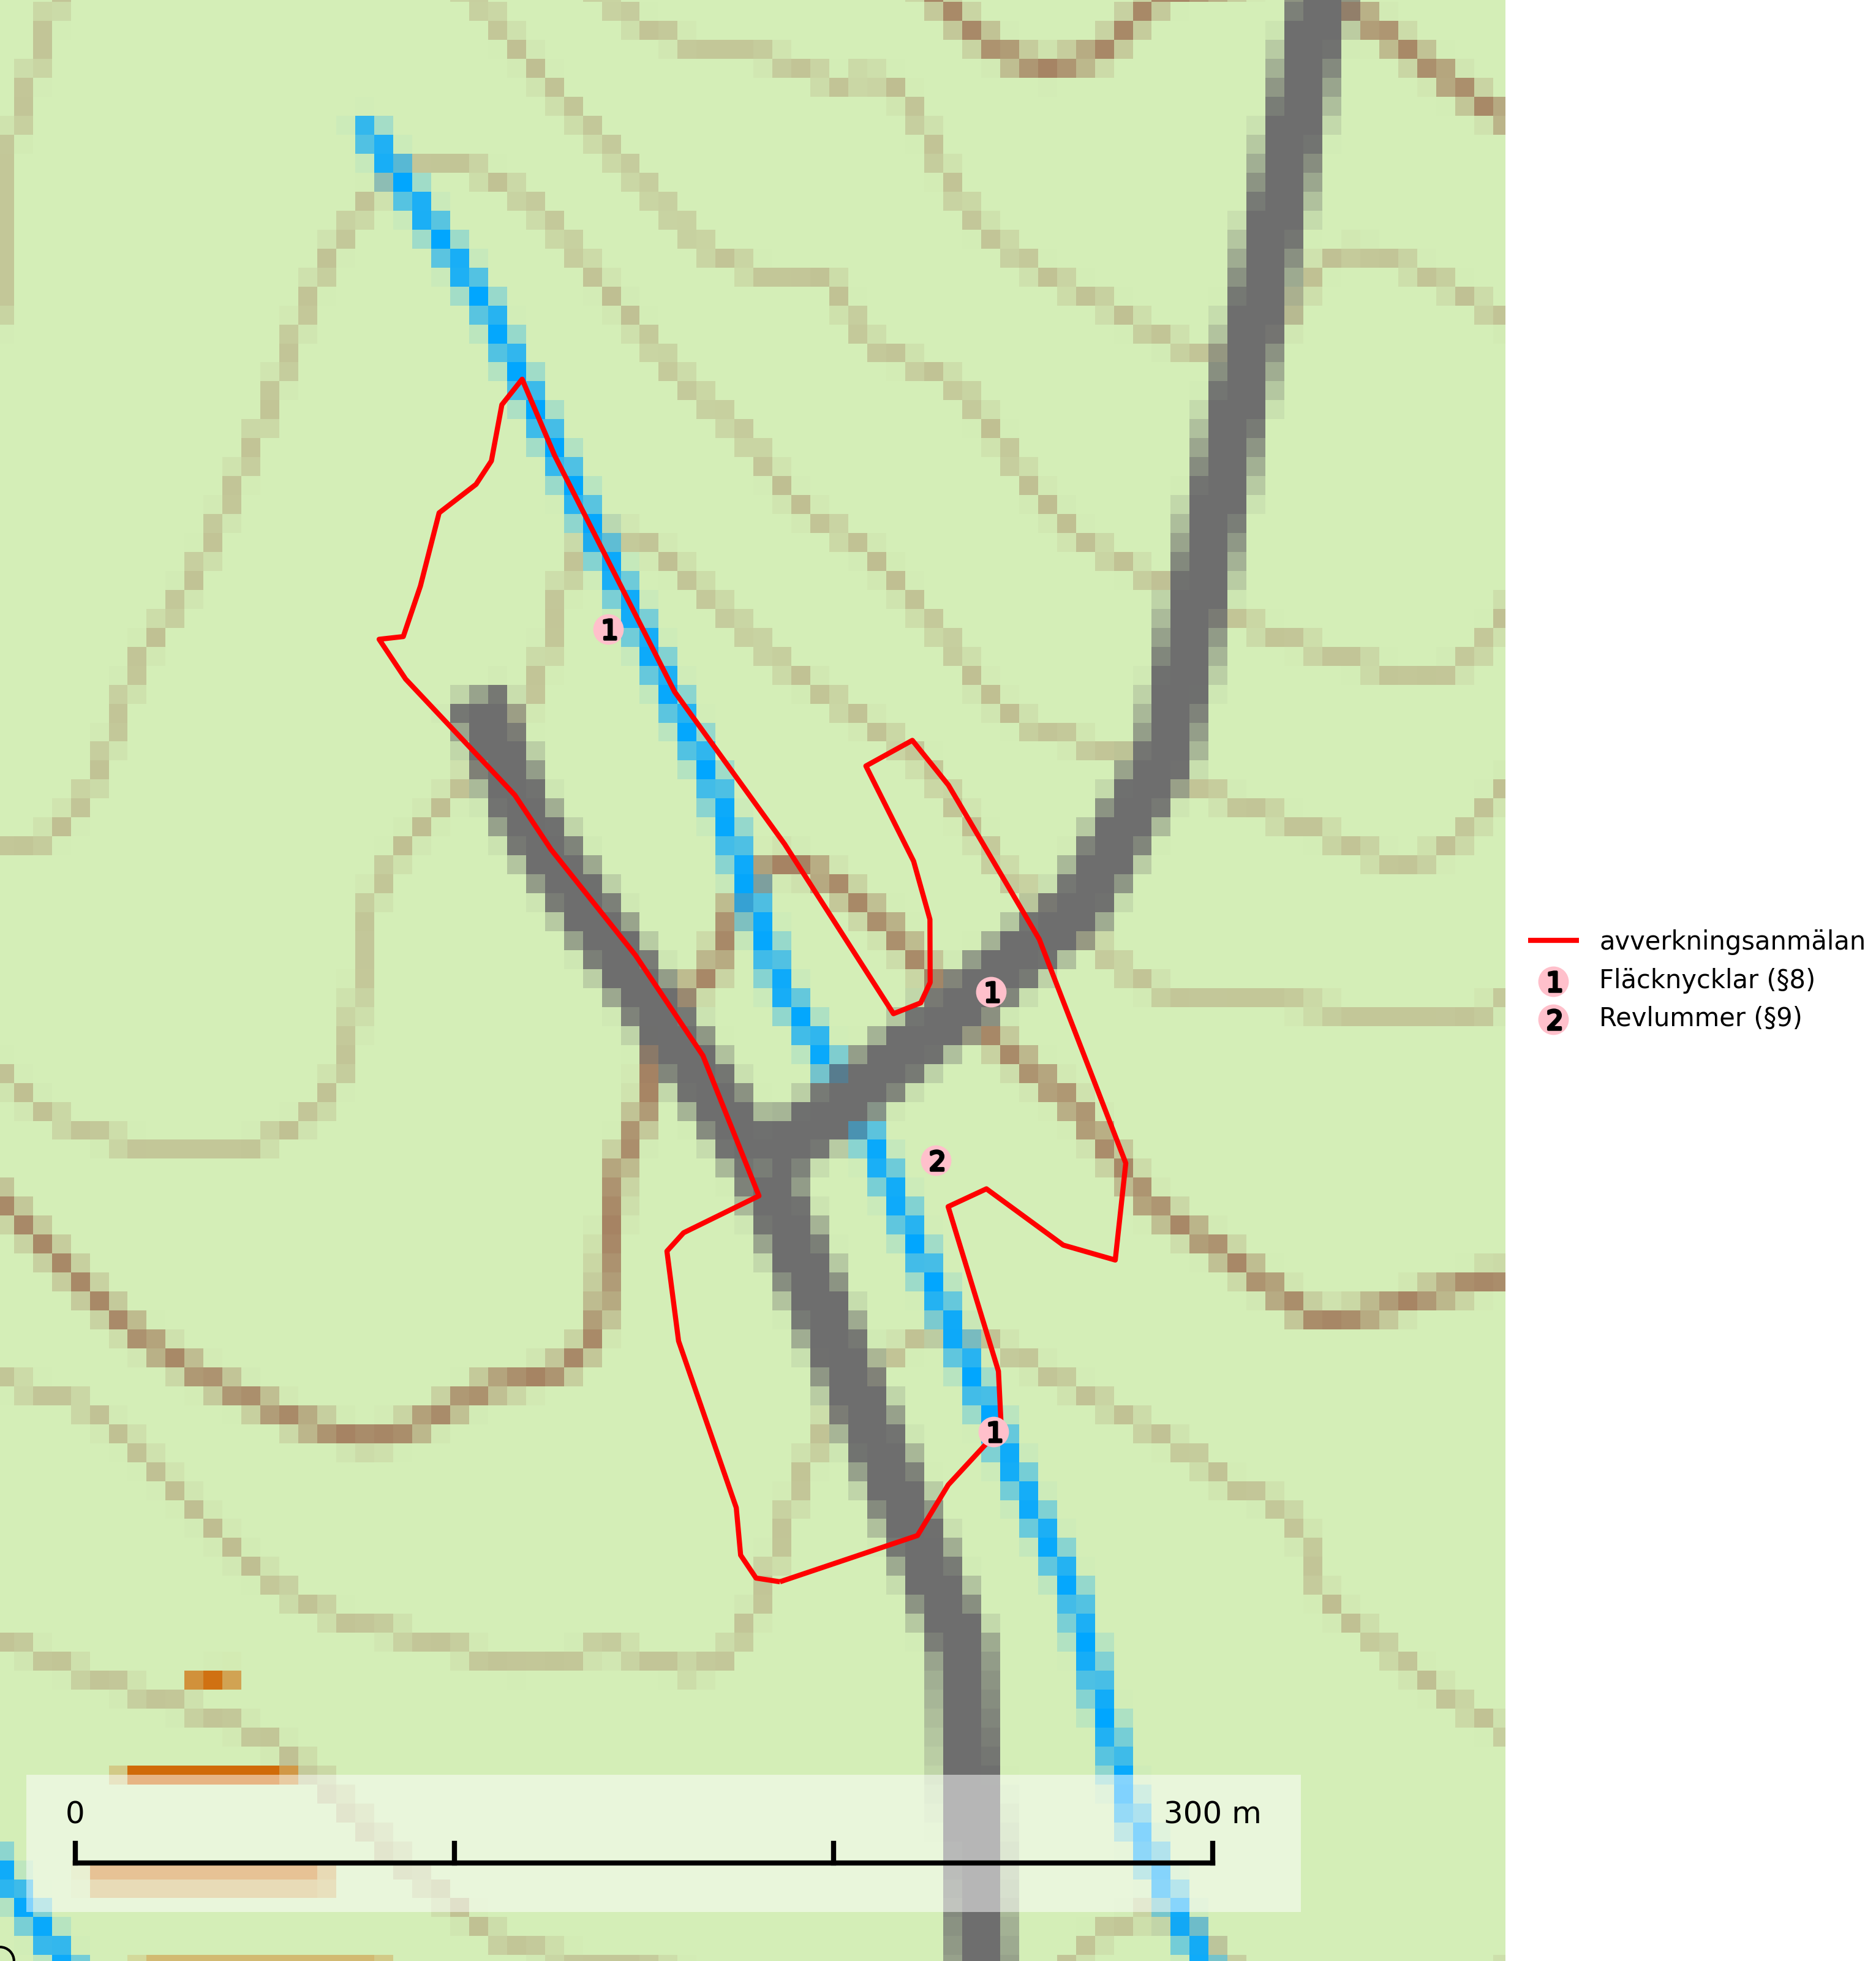 1
1
2
1
avverkningsanmälan
1 Fläcknycklar (§8)
2 Revlummer (§9)
0 300 m